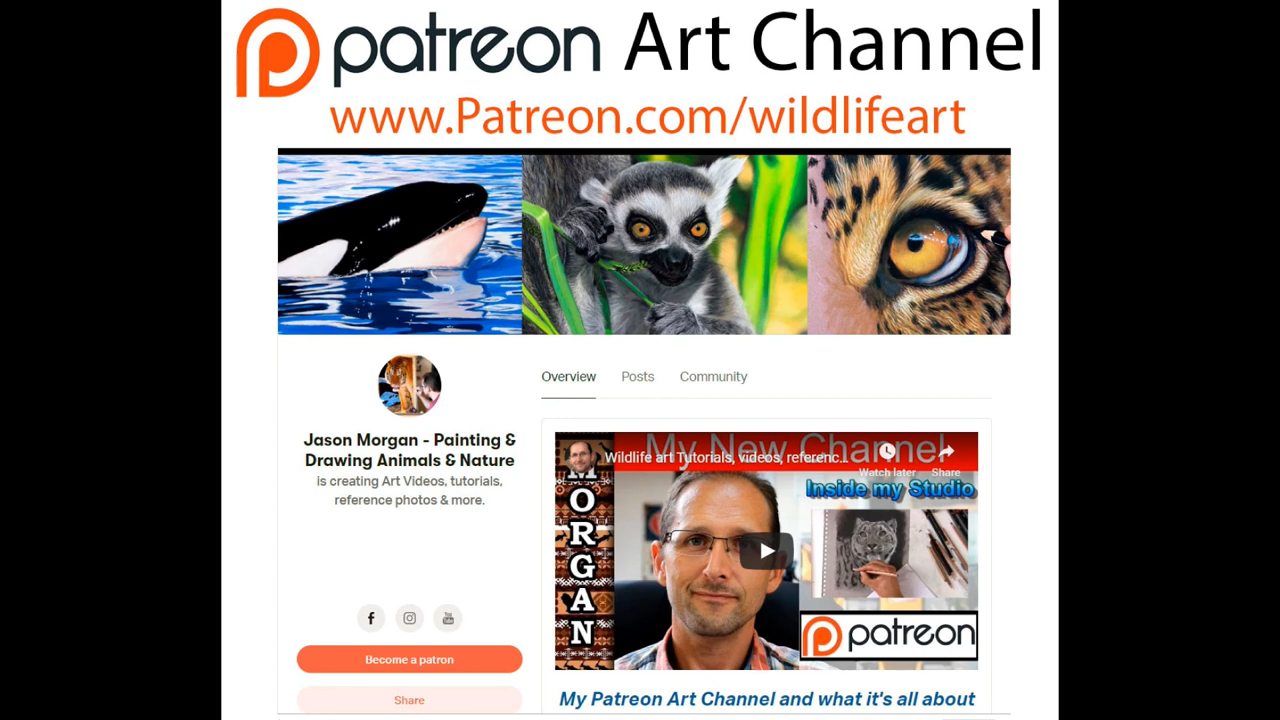 patreon Art Channel
www.Patreon.com/wildlifeart
Jason Morgan - Painting &
Drawing Animals & Nature
is creating Art Videos, tutorials,
reference photos & more.
Become a patron
Share
Overview Posts Community
My New Channel
Wildlife art Tutorials, videos, referenc...
Watch later Share
MORGAN
Inside my Studio
patreon
My Patreon Art Channel and what it's all about